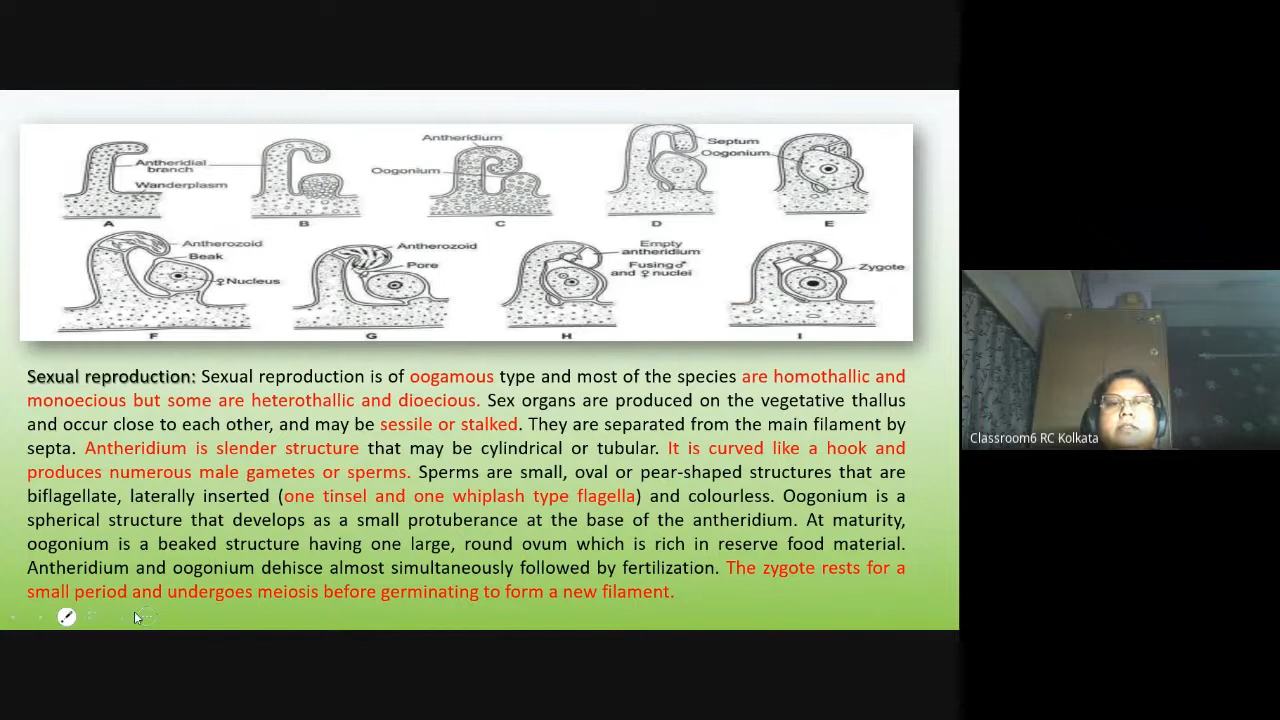 Antheridium
Antheridial
branch
Oogonium
Wanderplasm
Septum
Oogonium
A
B
C
D
E
Antherozoid
Beak
♀Nucleus
Antherozoid
Pore
Empty
antheridium
Fusing♂
and ♀ nuclei
Zygote
F
G
H
I
Sexual reproduction: Sexual reproduction is of oogamous type and most of the species are homothallic and
monoecious but some are heterothallic and dioecious. Sex organs are produced on the vegetative thallus
and occur close to each other, and may be sessile or stalked. They are separated from the main filament by
septa. Antheridium is slender structure that may be cylindrical or tubular. It is curved like a hook and
produces numerous male gametes or sperms. Sperms are small, oval or pear-shaped structures that are
biflagellate, laterally inserted (one tinsel and one whiplash type flagella) and colourless. Oogonium is a
spherical structure that develops as a small protuberance at the base of the antheridium. At maturity,
oogonium is a beaked structure having one large, round ovum which is rich in reserve food material.
Antheridium and oogonium dehisce almost simultaneously followed by fertilization. The zygote rests for a
small period and undergoes meiosis before germinating to form a new filament.
Classroom6 RC Kolkata